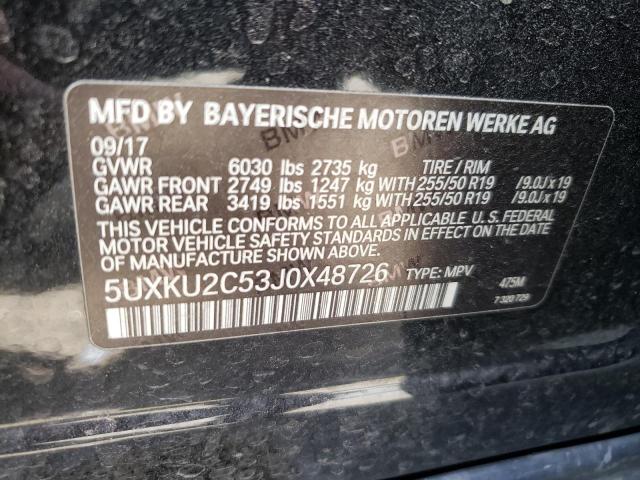 MFD BY BAYERISCHE MOTOREN WERKE AG
09/17
GVWR 6030 lbs 2735 kg TIRE / RIM
GAWR FRONT 2749 lbs 1247 kg WITH 255/50 R19 /9.0J x 19
GAWR REAR 3419 lbs 1551 kg WITH 255/50 R19 /9.0J x 19
THIS VEHICLE CONFORMS TO ALL APPLICABLE U.S. FEDERAL
MOTOR VEHICLE SAFETY STANDARDS IN EFFECT ON THE DATE
OF MANUFACTURE SHOWN ABOVE.
5UXKU2C53J0X48726 TYPE: MPV 475M
7 320 729